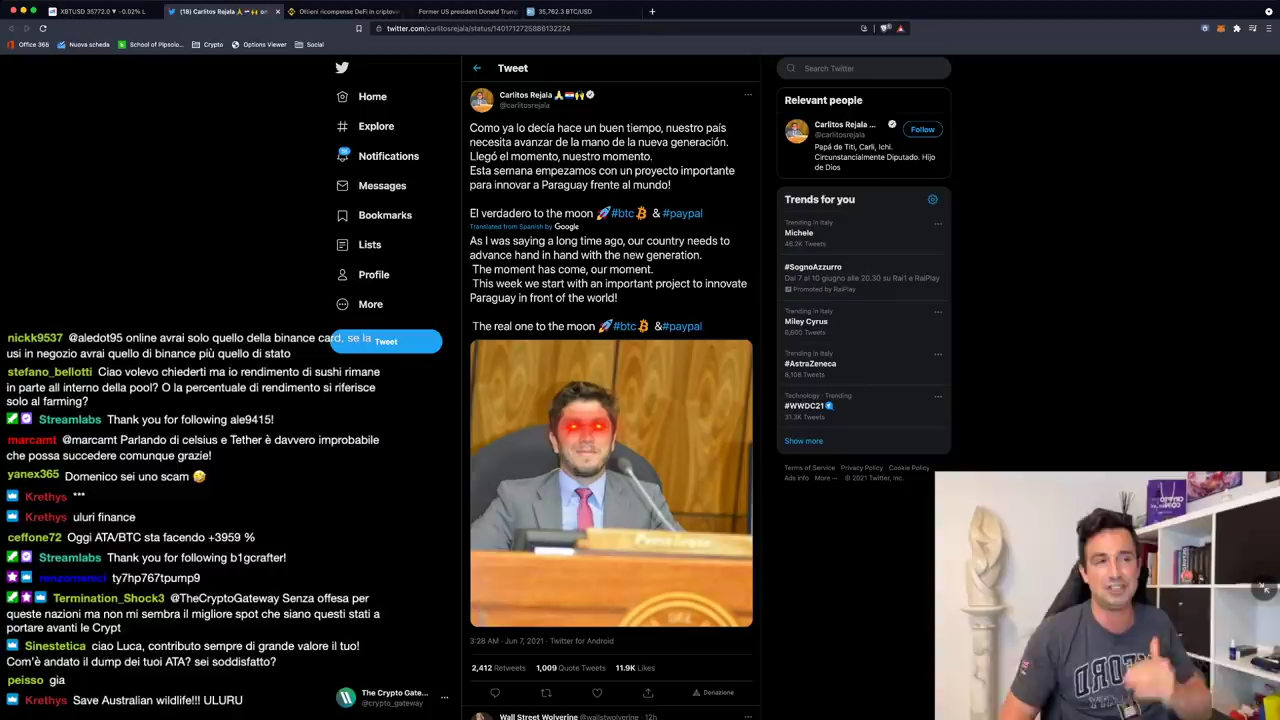 XBTUSD 35772.0 ▼ −0.02% L
(18) Carlitos Rejala 🙏🇵🇾🙌 on
Ottieni ricompense DeFi in criptov
Former US president Donald Trump
35,762.3 BTC/USD
twitter.com/carlitosrejala/status/1401712725886132224
Office 365
Nuova scheda
School of Pipsolo...
Crypto
Options Viewer
Social
Home
Explore
Notifications
Messages
Bookmarks
Lists
Profile
More
Tweet
The Crypto Gate...
@crypto_gateway
Tweet
Carlitos Rejala 🙏🇵🇾🙌
@carlitosrejala
Como ya lo decía hace un buen tiempo, nuestro país
necesita avanzar de la mano de la nueva generación.
Llegó el momento, nuestro momento.
Esta semana empezamos con un proyecto importante
para innovar a Paraguay frente al mundo!
El verdadero to the moon 🚀#btc & #paypal
Translated from Spanish by Google
As I was saying a long time ago, our country needs to
advance hand in hand with the new generation.
The moment has come, our moment.
This week we start with an important project to innovate
Paraguay in front of the world!
The real one to the moon 🚀#btc &#paypal
3:28 AM · Jun 7, 2021 · Twitter for Android
2,412 Retweets 1,009 Quote Tweets 11.9K Likes
Donazione
Wall Street Wolverine @wallstwolverine · 12h
Search Twitter
Relevant people
Carlitos Rejala ...
@carlitosrejala
Follow
Papá de Titi, Carli, Ichi.
Circunstancialmente Diputado. Hijo
de Dios
Trends for you
Trending in Italy
Michele
46.2K Tweets
#SognoAzzurro
Dal 7 al 10 giugno alle 20.30 su Rai1 e RaiPlay
Promoted by RaiPlay
Trending in Italy
Miley Cyrus
Trending in Italy
#AstraZeneca
Technology · Trending
#WWDC21
31.3K Tweets
Show more
Terms of Service Privacy Policy Cookie Policy
Ads info More ··· © 2021 Twitter, Inc.
nickk9537 @aledot95 online avrai solo quello della binance card, se la
usi in negozio avrai quello di binance più quello di stato
stefano_bellotti Ciao volevo chiederti ma io rendimento di sushi rimane
in parte all interno della pool? O la percentuale di rendimento si riferisce
solo al farming?
Streamlabs Thank you for following ale9415!
marcamt @marcamt Parlando di celsius e Tether è davvero improbabile
che possa succedere comunque grazie!
yanex365 Domenico sei uno scam 🤣
Krethys ***
Krethys uluri finance
ceffone72 Oggi ATA/BTC sta facendo +3959 %
Streamlabs Thank you for following b1gcrafter!
ty7hp767tpump9
Termination_Shock3 @TheCryptoGateway Senza offesa per
queste nazioni ma non mi sembra il migliore spot che siano questi stati a
portare avanti le Crypt
Sinestetica ciao Luca, contributo sempre di grande valore il tuo!
Com'è andato il dump dei tuoi ATA? sei soddisfatto?
peisso gia
Krethys Save Australian wildlife!!! ULURU